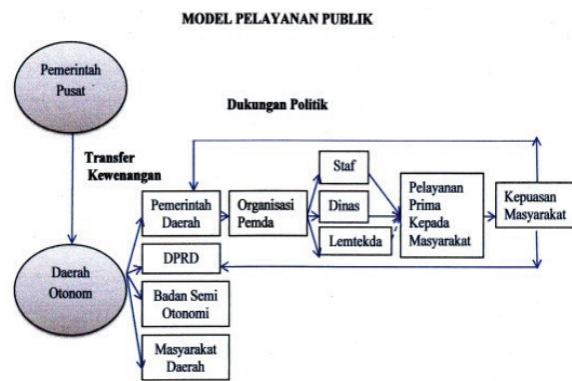 MODEL PELAYANAN PUBLIK
Pemerintah
Pusat
Dukungan Politik
Transfer
Kewenangan
Staf
Pemerintah
Daerah
Organisasi
Pemda
Dinas
Lemtekda
Pelayanan
Prima
Kepada
Masyarakat
Kepuasan
Masyarakat
Daerah
Otonom
DPRD
Badan Semi
Otonomi
Masyarakat
Daerah